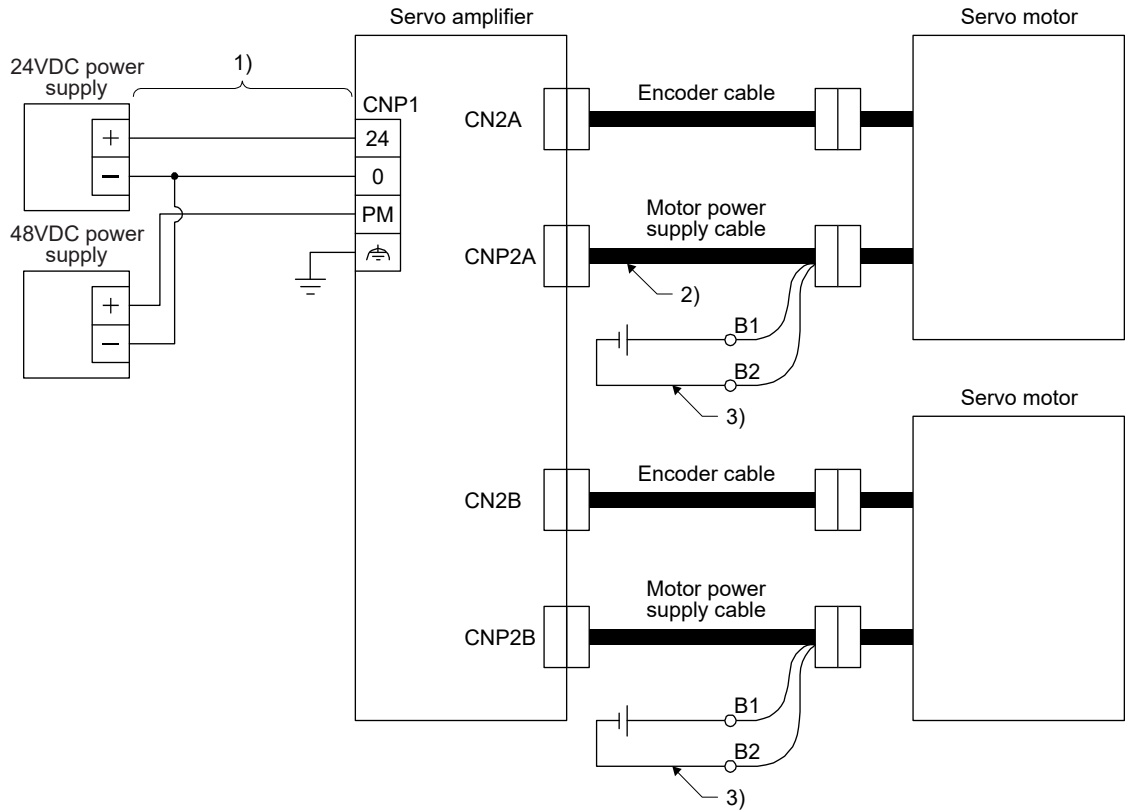 Servo amplifier
Servo motor
24VDC power
supply
1)
CNP1
24
0
PM
+
−
48VDC power
supply
+
−
CN2A
Encoder cable
Motor power
supply cable
CNP2A
2)
B1
B2
3)
Servo motor
CN2B
Encoder cable
Motor power
supply cable
CNP2B
B1
B2
3)